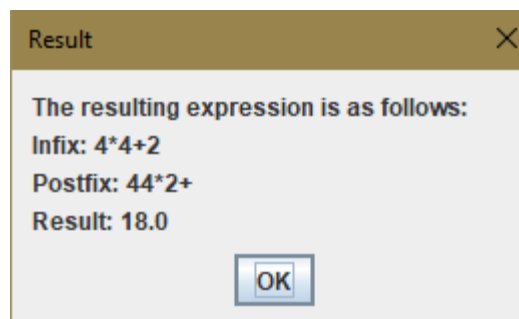 Result
The resulting expression is as follows:
Infix: 4*4+2
Postfix: 44*2+
Result: 18.0
OK